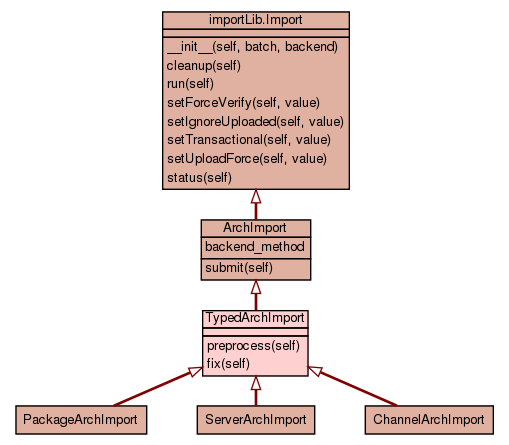 importLib.Import
__init__(self, batch, backend)
cleanup(self)
run(self)
setForceVerify(self, value)
setIgnoreUploaded(self, value)
setTransactional(self, value)
setUploadForce(self, value)
status(self)
ArchImport
backend_method
submit(self)
TypedArchImport
preprocess(self)
fix(self)
PackageArchImport
ServerArchImport
ChannelArchImport